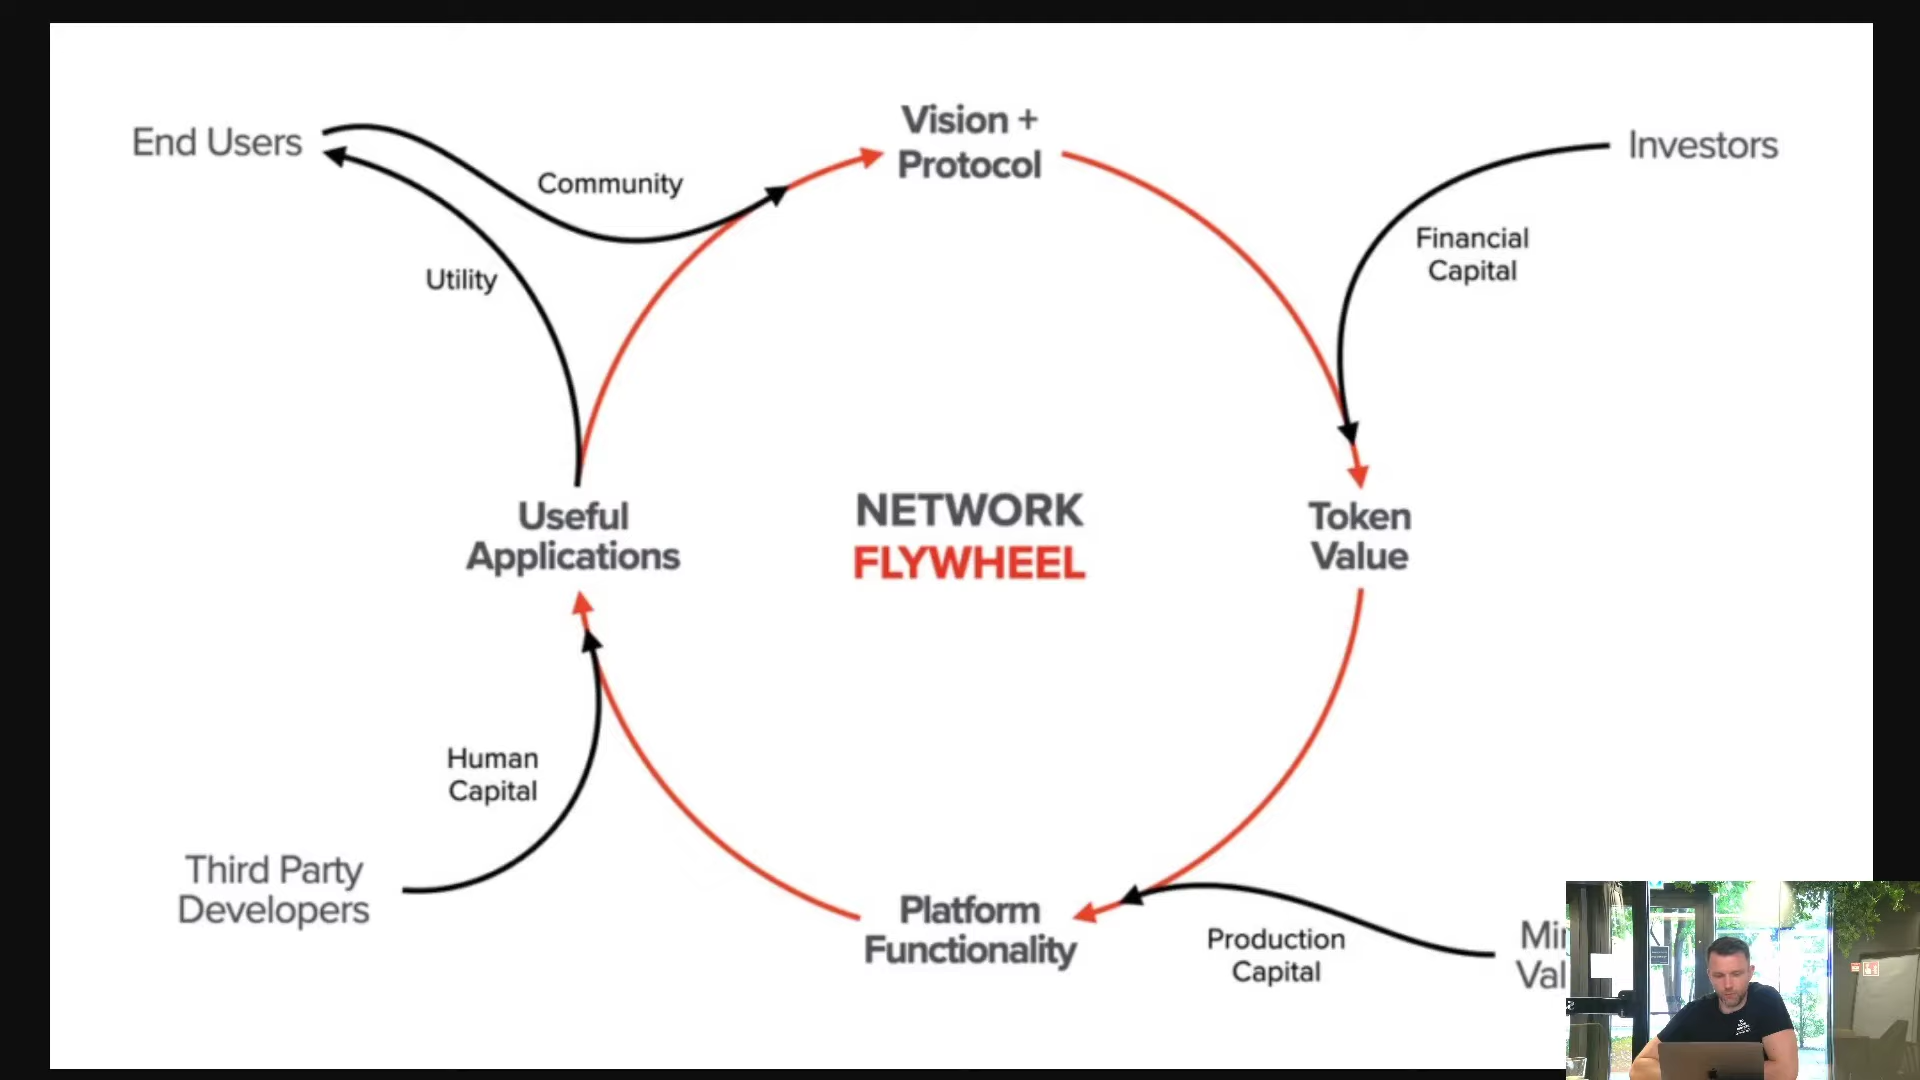 Vision +
Protocol
End Users
Investors
Community
Financial
Capital
Utility
Useful
Applications
NETWORK
FLYWHEEL
Token
Value
Human
Capital
Third Party
Developers
Platform
Functionality
Production
Capital